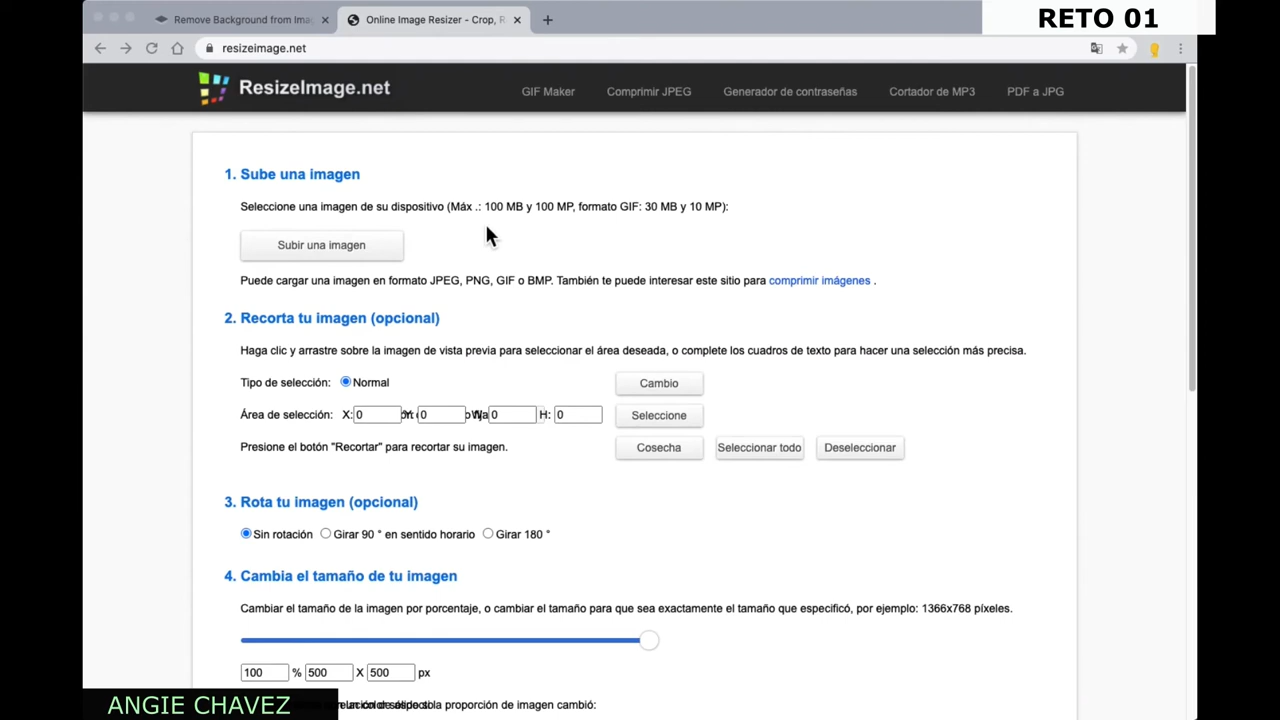 Remove Background from Ima
Online Image Resizer - Crop, R
RETO 01
resizeimage.net
ResizeImage.net
GIF Maker
Comprimir JPEG
Generador de contraseñas
Cortador de MP3
PDF a JPG
1. Sube una imagen
Seleccione una imagen de su dispositivo (Máx .: 100 MB y 100 MP, formato GIF: 30 MB y 10 MP):
Subir una imagen
Puede cargar una imagen en formato JPEG, PNG, GIF o BMP. También te puede interesar este sitio para comprimir imágenes .
2. Recorta tu imagen (opcional)
Haga clic y arrastre sobre la imagen de vista previa para seleccionar el área deseada, o complete los cuadros de texto para hacer una selección más precisa.
Tipo de selección: Normal
Cambio
Área de selección: X: 0 0 0 H: 0
Seleccione
Presione el botón "Recortar" para recortar su imagen.
Cosecha
Seleccionar todo
Deseleccionar
3. Rota tu imagen (opcional)
Sin rotación Girar 90 ° en sentido horario Girar 180 °
4. Cambia el tamaño de tu imagen
Cambiar el tamaño de la imagen por porcentaje, o cambiar el tamaño para que sea exactamente el tamaño que especificó, por ejemplo: 1366x768 píxeles.
100 % 500 X 500 px
la proporción de imagen cambió:
ANGIE CHAVEZ